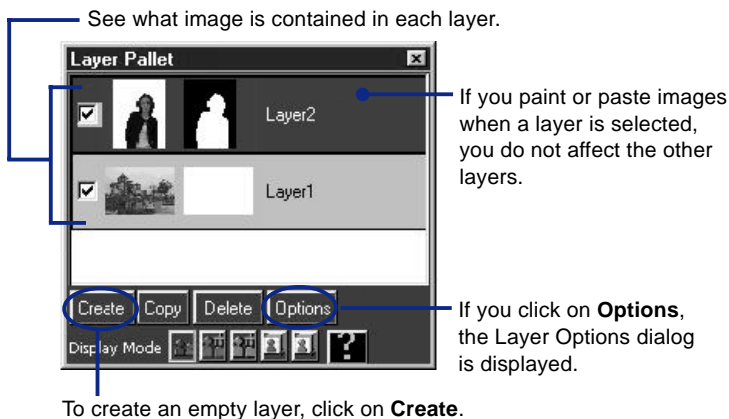 See what image is contained in each layer.
Layer Pallet
Layer2
If you paint or paste images
when a layer is selected,
you do not affect the other
layers.
Layer1
Create Copy Delete Options
If you click on Options,
the Layer Options dialog
is displayed.
Display Mode ?
To create an empty layer, click on Create.